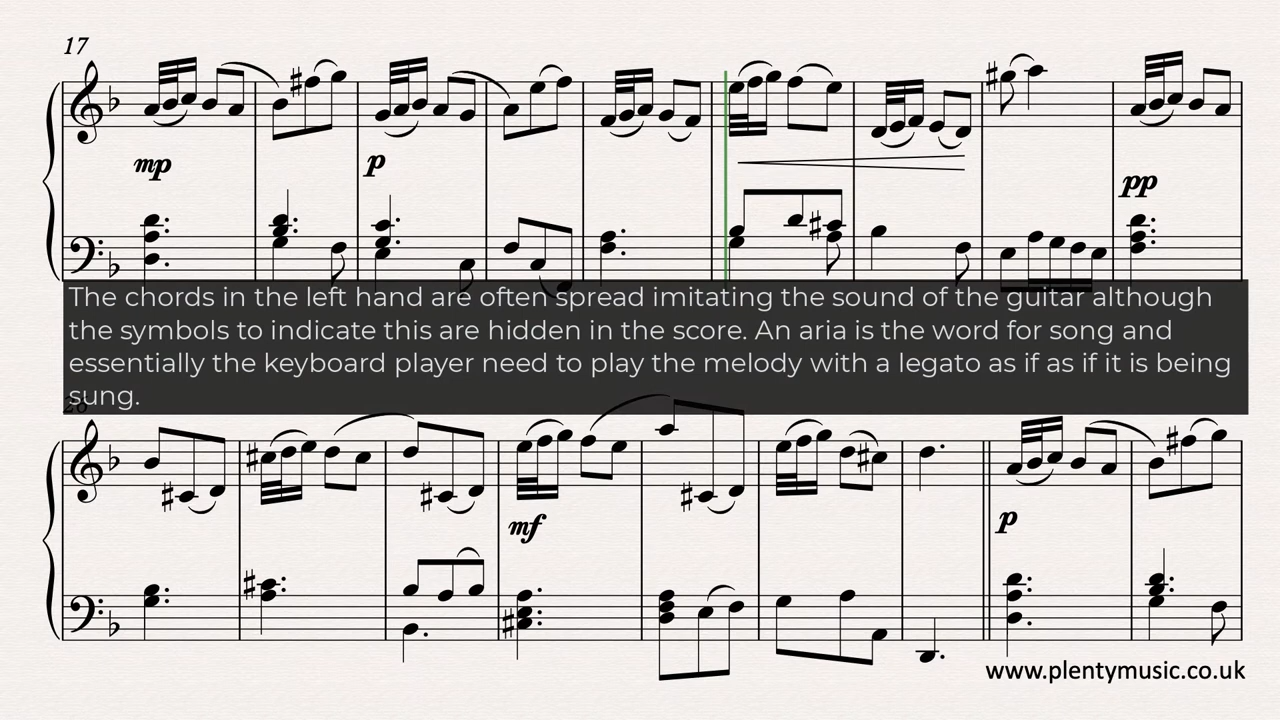 17
mp
p
pp
The chords in the left hand are often spread imitating the sound of the guitar although
the symbols to indicate this are hidden in the score. An aria is the word for song and
essentially the keyboard player need to play the melody with a legato as if as if it is being
sung.
mf
p
www.plentymusic.co.uk